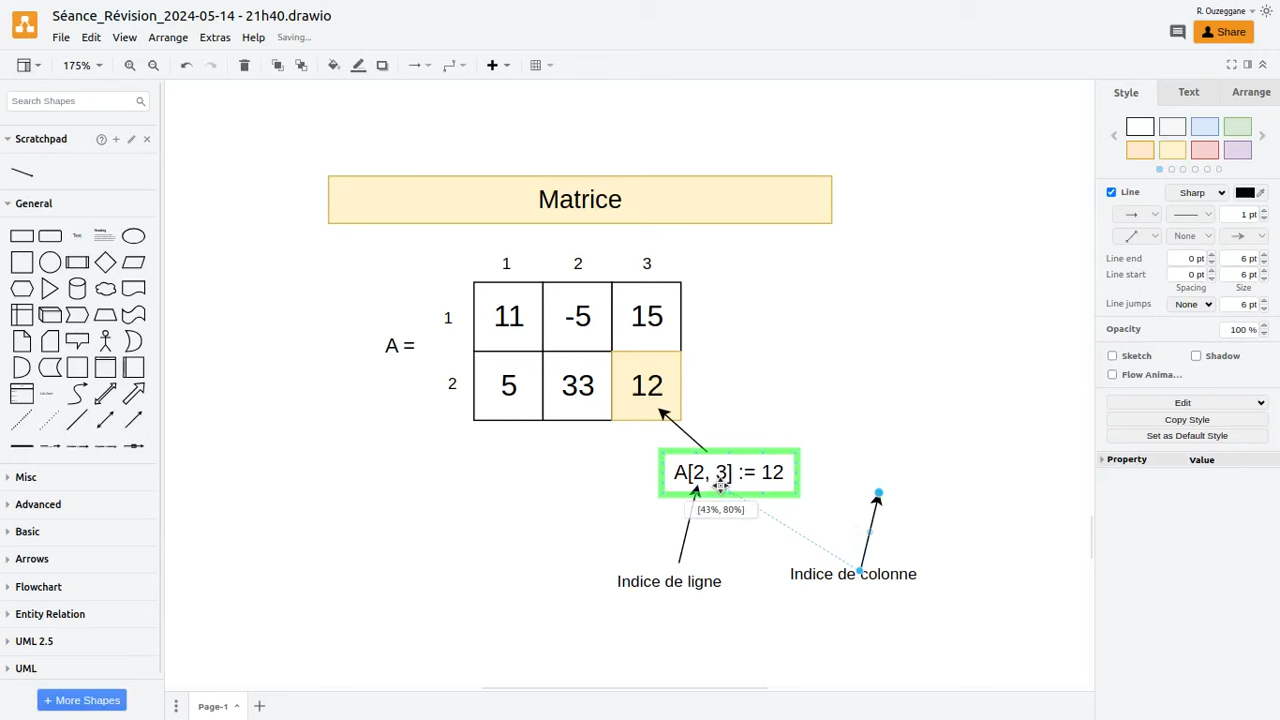 Séance_Révision_2024-05-14 - 21h40.drawio
R. Ouzeggane
File Edit View Arrange Extras Help Saving...
Share
175%
Search Shapes
Scratchpad
General
Text
Heading
Misc
Advanced
Basic
Arrows
Flowchart
Entity Relation
UML 2.5
UML
+ More Shapes
Matrice
1 2 3
1 11 -5 15
A =
2 5 33 12
A[2, 3] := 12
[43%, 80%]
Indice de ligne
Indice de colonne
Page-1
Style Text Arrange
Line Sharp
1 pt
None
Line end 0 pt 6 pt
Line start 0 pt 6 pt
Spacing Size
Line jumps None 6 pt
Opacity 100 %
Sketch Shadow
Flow Anima...
Edit
Copy Style
Set as Default Style
Property Value